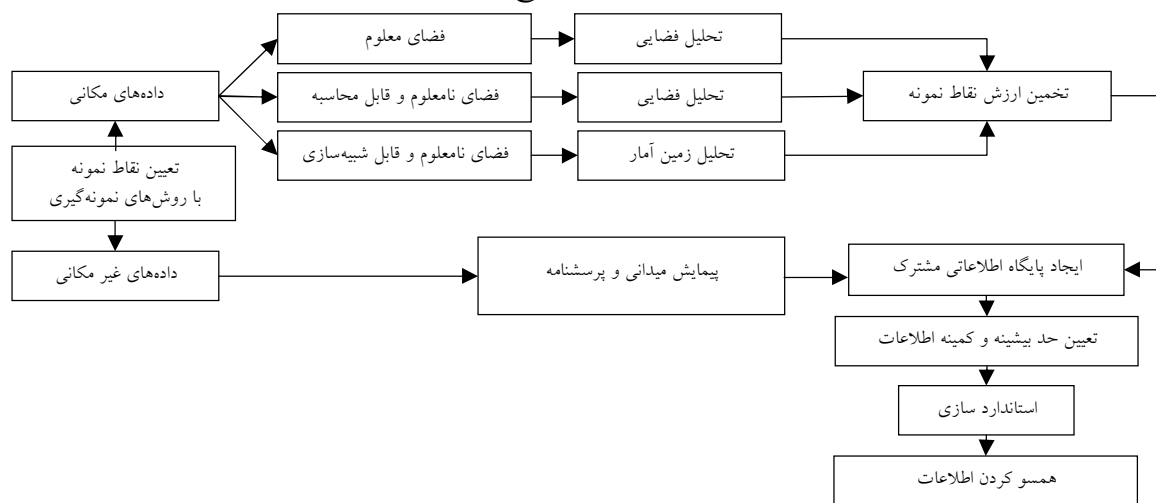 فضای معلوم
تحلیل فضایی
داده‌های مکانی
فضای نامعلوم و قابل محاسبه
تحلیل فضایی
تخمین ارزش نقاط نمونه
فضای نامعلوم و قابل شبیه‌سازی
تحلیل زمین آمار
تعیین نقاط نمونه
با روش‌های نمونه‌گیری
داده‌های غیر مکانی
پیمایش میدانی و پرسشنامه
ایجاد پایگاه اطلاعاتی مشترک
تعیین حد بیشینه و کمینه اطلاعات
استاندارد سازی
همسو کردن اطلاعات